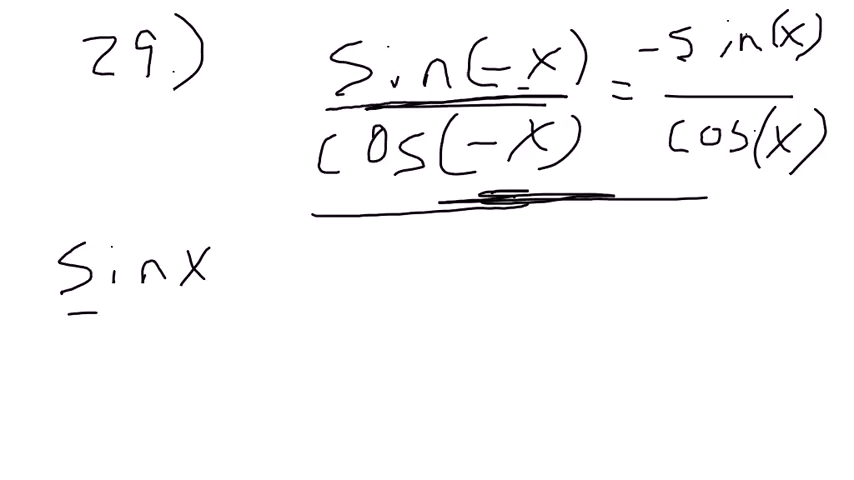 29)
sin(-x) = -sin(x)
cos(-x) cos(x)
sinx